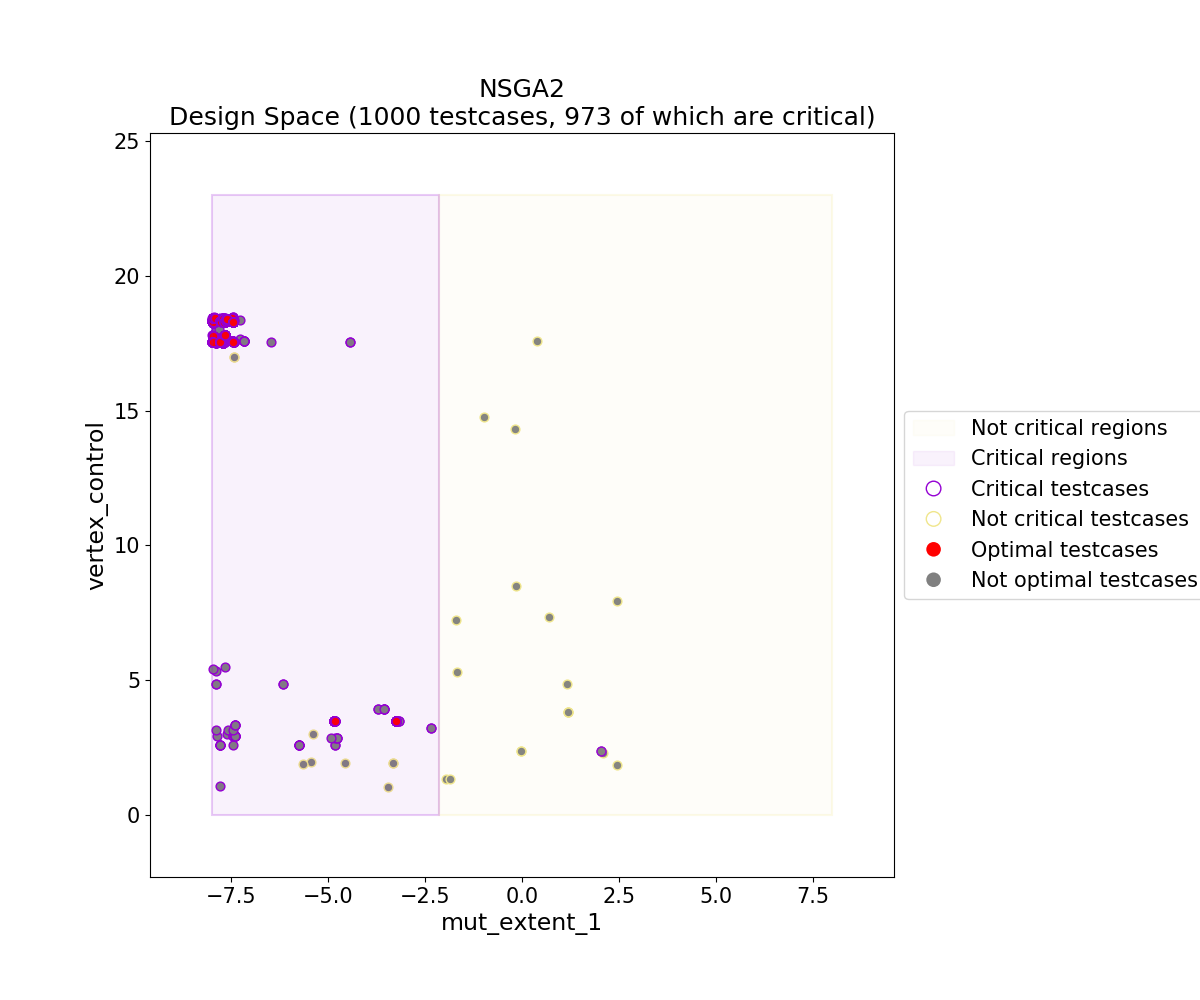 NSGA2
Design Space (1000 testcases, 973 of which are critical)
25
20
15
10
5
0
vertex_control
−7.5
−5.0
−2.5
0.0
2.5
5.0
7.5
mut_extent_1
Not critical regions
Critical regions
Critical testcases
Not critical testcases
Optimal testcases
Not optimal testcases